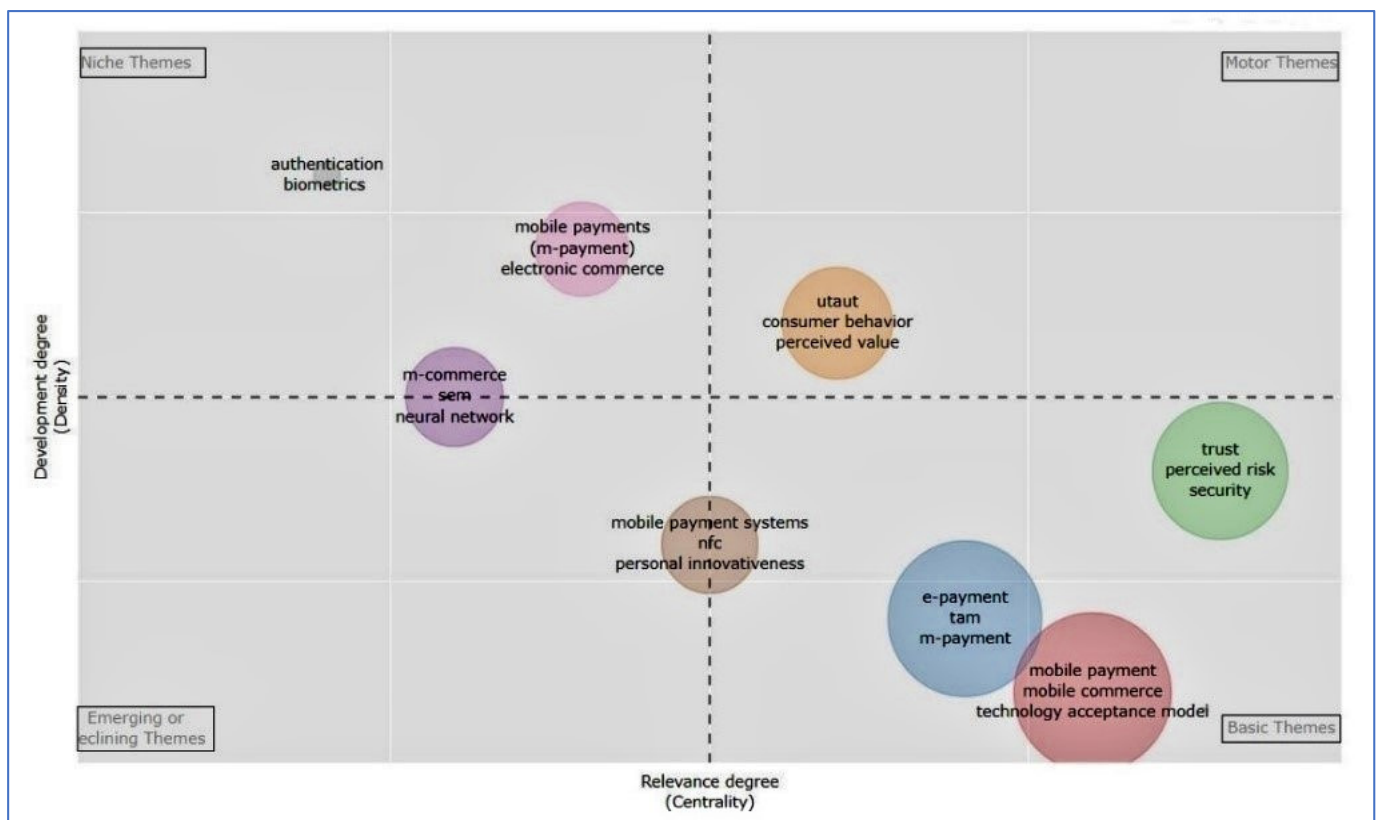 Niche Themes
Motor Themes
authentication
biometrics
mobile payments
(m-payment)
electronic commerce
utaut
consumer behavior
perceived value
m-commerce
sem
neural network
trust
perceived risk
security
mobile payment systems
nfc
personal innovativeness
e-payment
tam
m-payment
mobile payment
mobile commerce
technology acceptance model
Emerging or
eclining Themes
Basic Themes
Development degree
(Density)
Relevance degree
(Centrality)